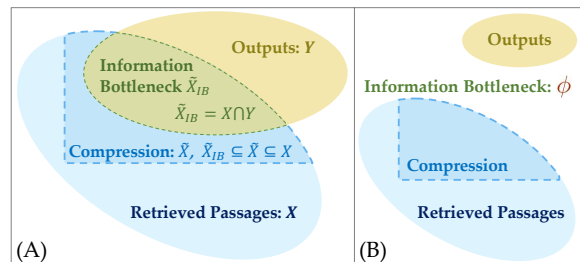 Outputs: Y
Information
Bottleneck X̃_IB
X̃_IB = X∩Y
Compression: X̃, X̃_IB ⊆ X̃ ⊆ X
Retrieved Passages: X
(A)
Outputs
Information Bottleneck: ϕ
Compression
Retrieved Passages
(B)